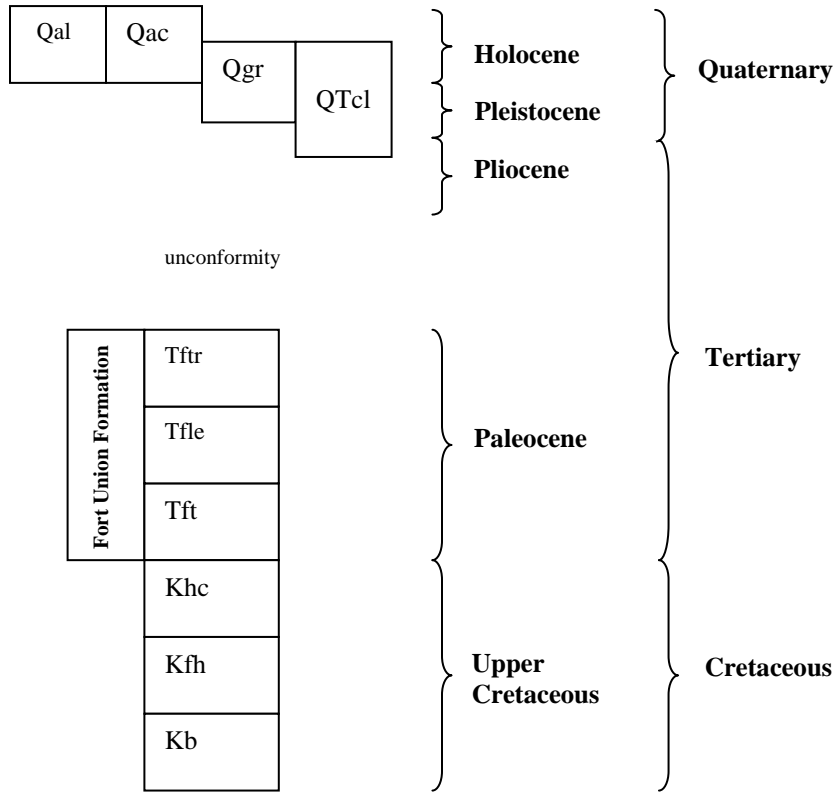 Qal
Qac
Qgr
QTcl
Holocene
Pleistocene
Pliocene
Quaternary
unconformity
Fort Union Formation
Tftr
Tfle
Tft
Khc
Kfh
Kb
Paleocene
Upper
Cretaceous
Tertiary
Cretaceous